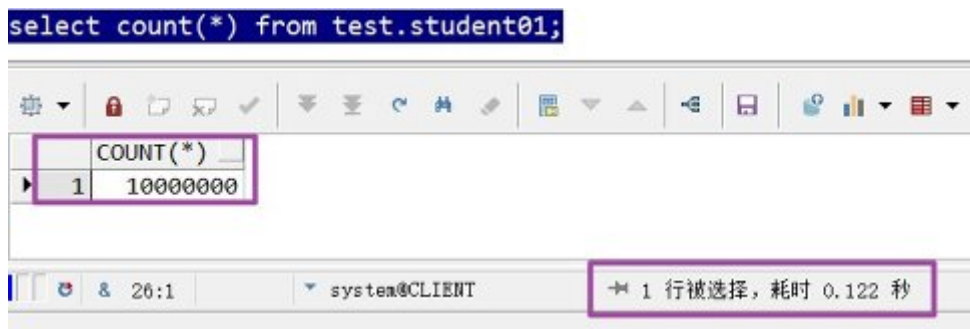 select count(*) from test.student01;
COUNT(*)
1 10000000
& 26:1 system@CLIENT 1 行被选择，耗时 0.122 秒